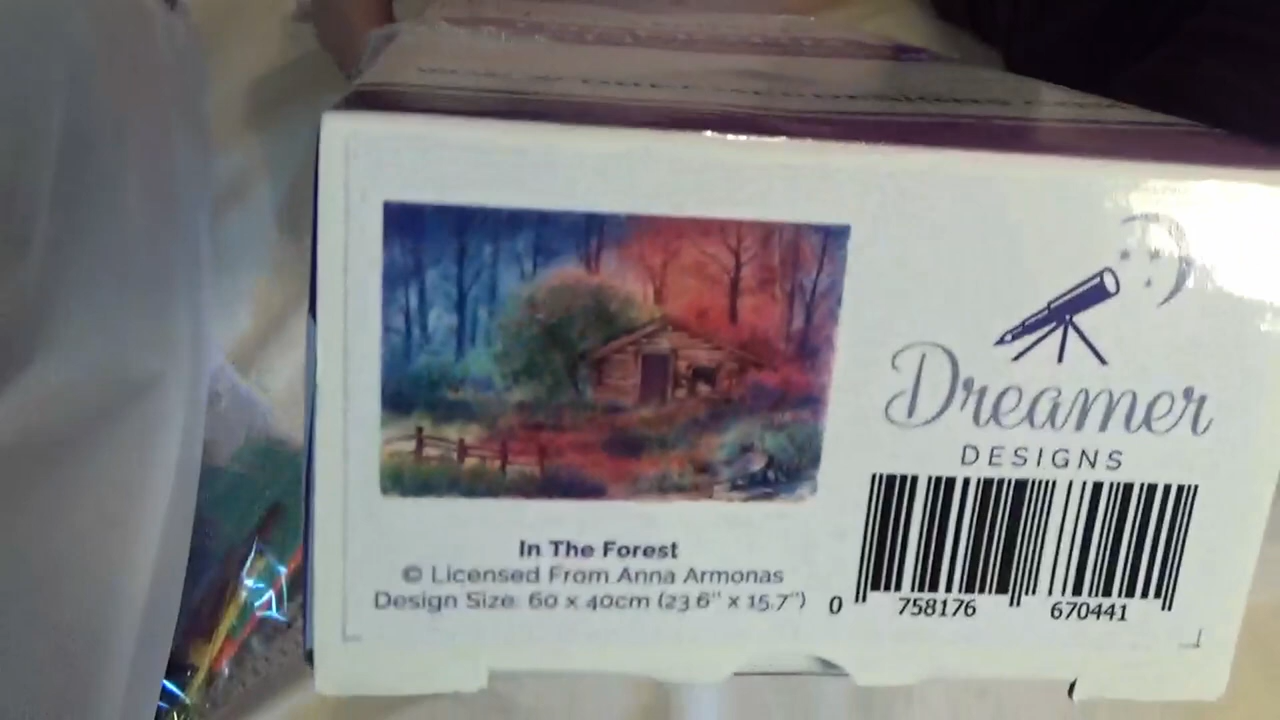 Dreamer
DESIGNS
In The Forest
© Licensed From Anna Armonas
Design Size: 60 x 40cm (23.6" x 15.7")
0 758176 670441